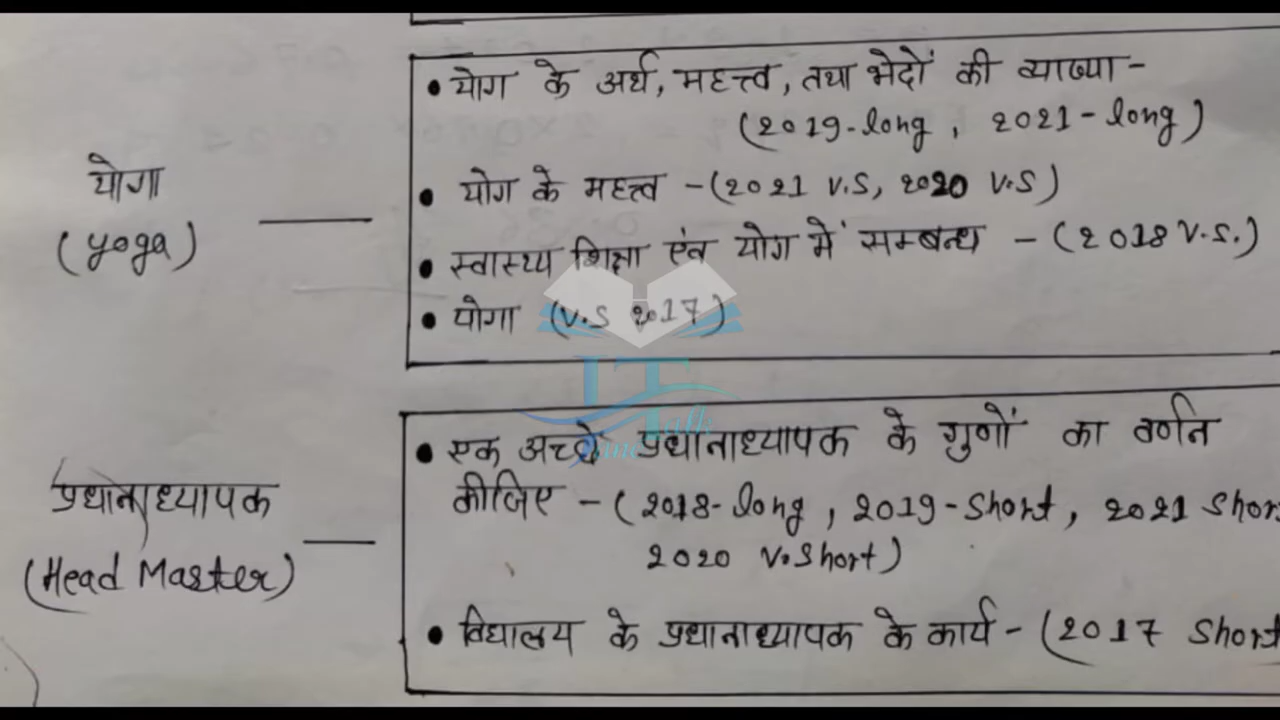 • योग के अर्थ, महत्त्व, तथा भेदों की व्याख्या -
(2019-long, 2021-long)
योगा
(yoga)
• योग के महत्त्व - (2021 V.S, 2020 V.S)
• स्वास्थ्य शिक्षा एंव योग में सम्बन्ध - (2018 V.S.)
• योगा (V.S 2017)
IT
• एक अच्छे प्रधानाध्यापक के गुणों का वर्णन
कीजिए - (2018-long, 2019-Short, 2021 Shor
2020 V.Short)
प्रधानाध्यापक
(Head Master)
• विद्यालय के प्रधानाध्यापक के कार्य - (2017 Short